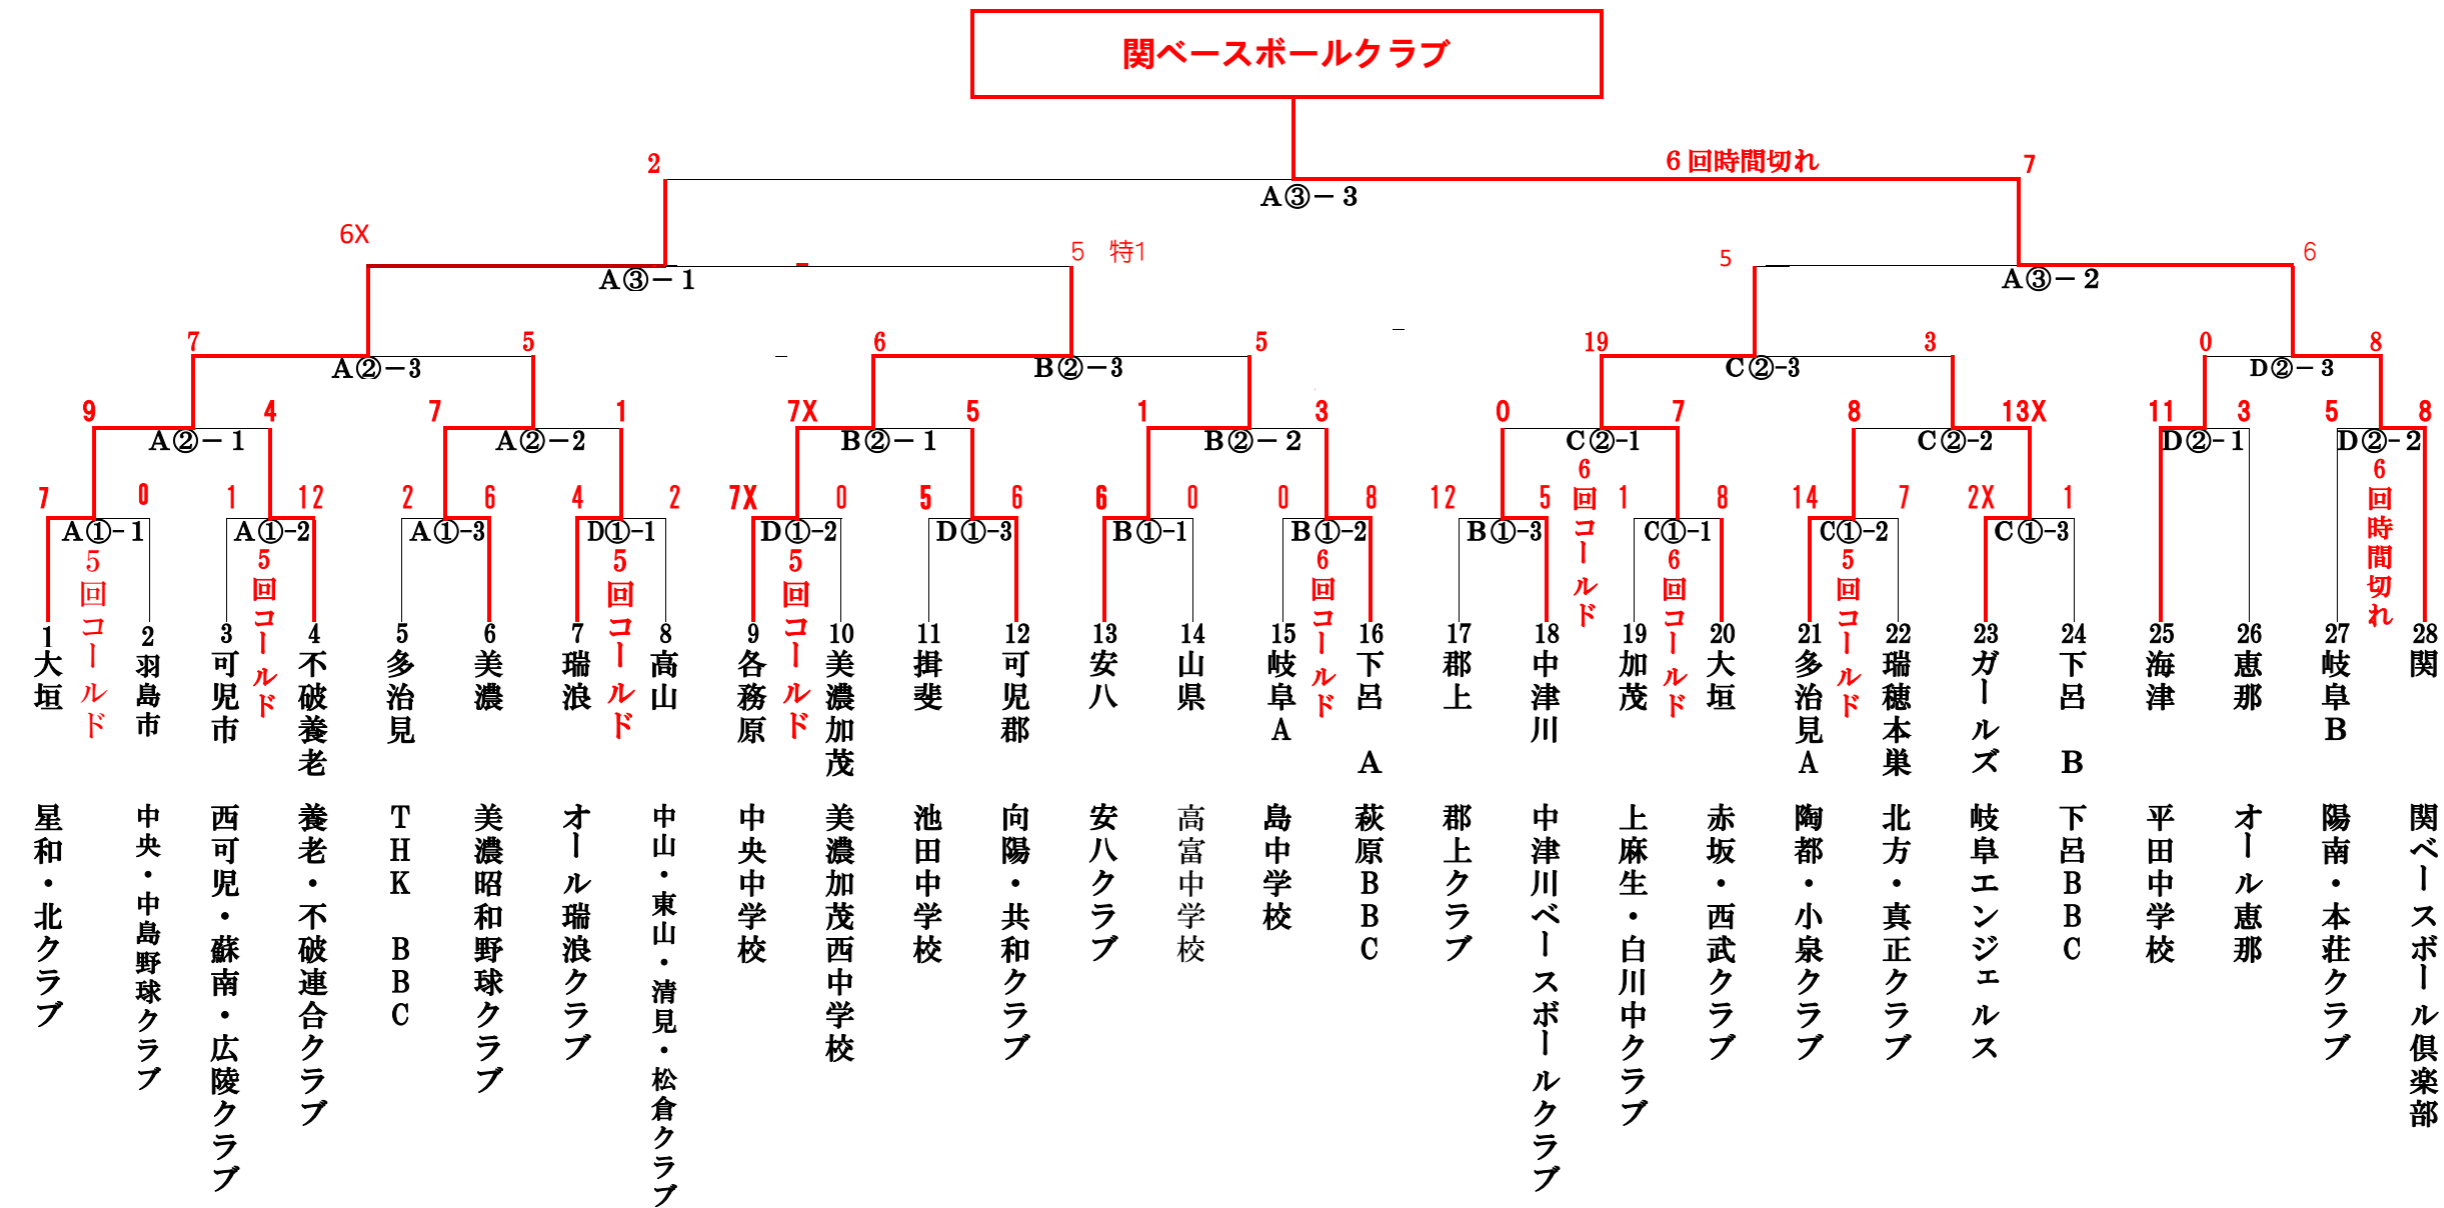 関ベースボールクラブ
2
6回時間切れ
7
A③－3
6X
5 特1
5
6
A③－1
A③－2
7
5
6
5
19
3
0
8
A②－3
B②－3
C②-3
D②－3
9
4
7
1
7X
5
1
3
0
7
8
13X
11
3
5
8
A②－1
A②－2
B②－1
B②－2
C②-1
C②-2
D②-1
D②-2
6回コールド
6回時間切れ
7
0
1
12
2
6
4
2
7X
0
5
6
6
0
0
8
12
5
1
8
14
7
2X
1
A①-1
A①-2
A①-3
D①-1
D①-2
D①-3
B①-1
B①-2
B①-3
C①-1
C①-2
C①-3
5回コールド
5回コールド
5回コールド
5回コールド
6回コールド
6回コールド
5回コールド
1 大垣 星和・北クラブ
2 羽島市 中央・中島野球クラブ
3 可児市 西可児・蘇南・広陵クラブ
4 不破養老 養老・不破連合クラブ
5 多治見 THK BBC
6 美濃 美濃昭和野球クラブ
7 瑞浪 オール瑞浪クラブ
8 高山 中山・東山・清見・松倉クラブ
9 各務原 中央中学校
10 美濃加茂 美濃加茂西中学校
11 揖斐 池田中学校
12 可児郡 向陽・共和クラブ
13 安八 安八クラブ
14 山県 高富中学校
15 岐阜A 島中学校
16 下呂 A 萩原BBC
17 郡上 郡上クラブ
18 中津川 中津川ベースボールクラブ
19 加茂 上麻生・白川中クラブ
20 大垣 赤坂・西武クラブ
21 多治見A 陶都・小泉クラブ
22 瑞穂本巣 北方・真正クラブ
23 ガールズ 岐阜エンジェルス
24 下呂 B 下呂BBC
25 海津 平田中学校
26 恵那 オール恵那
27 岐阜B 陽南・本荘クラブ
28 関 関ベースボール倶楽部